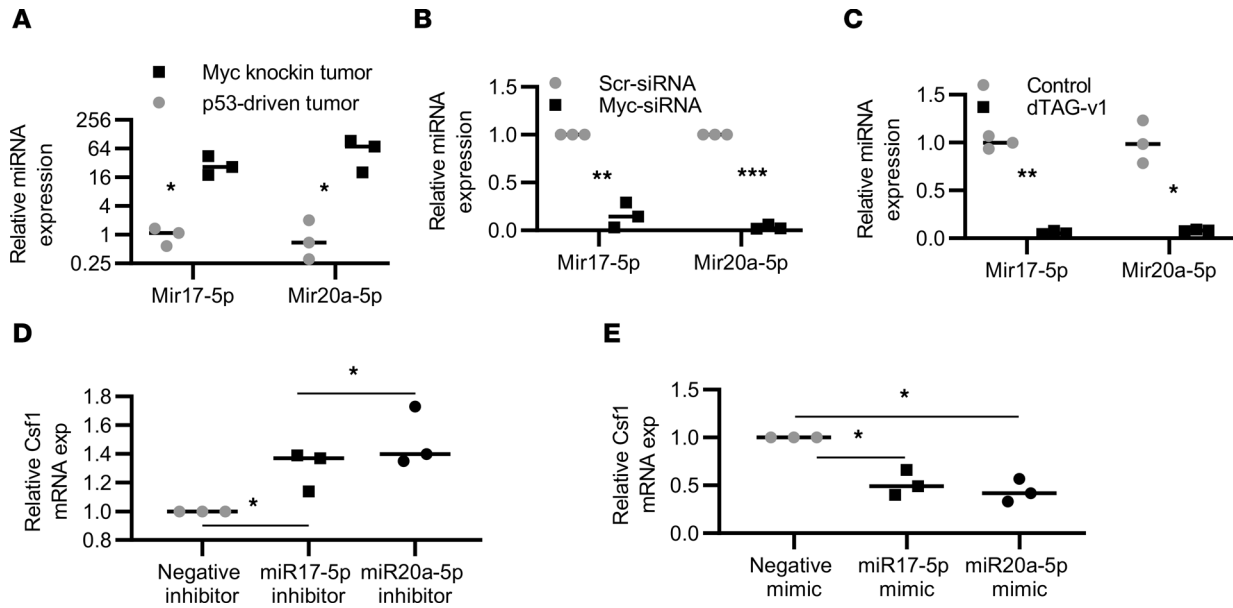 A
Myc knockin tumor
p53-driven tumor
Relative miRNA
expression
256
64
16
4
1
0.25
*
*
Mir17-5p
Mir20a-5p
B
Scr-siRNA
Myc-siRNA
Relative miRNA
expression
1.5
1.0
0.5
0.0
**
***
Mir17-5p
Mir20a-5p
C
Control
dTAG-v1
Relative miRNA
expression
1.5
1.0
0.5
0.0
**
*
Mir17-5p
Mir20a-5p
D
Relative Csf1
mRNA exp
1.8
1.6
1.4
1.2
1.0
0.8
*
*
Negative
inhibitor
miR17-5p
inhibitor
miR20a-5p
inhibitor
E
Relative Csf1
mRNA exp
1.5
1.0
0.5
0.0
*
*
Negative
mimic
miR17-5p
mimic
miR20a-5p
mimic